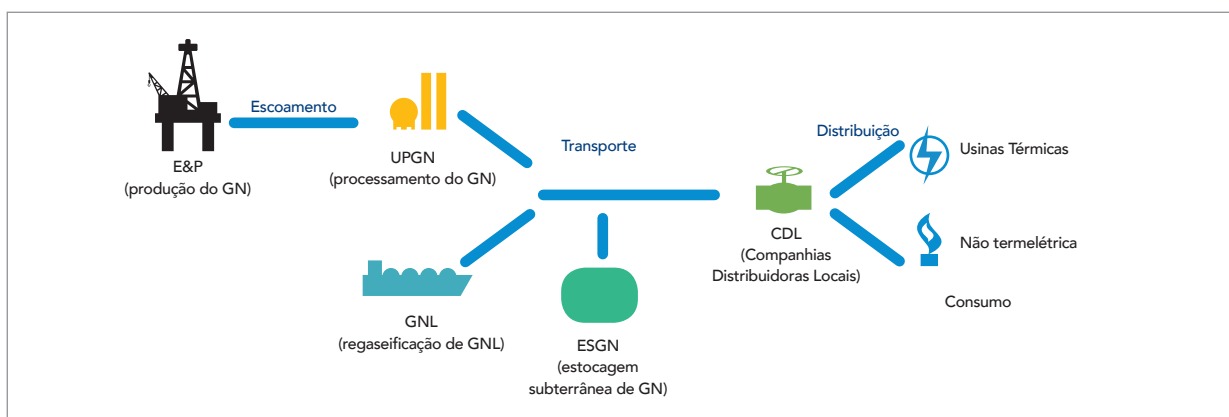 Escoamento
E&P
(produção do GN)
UPGN
(processamento do GN)
Transporte
GNL
(regaseificação de GNL)
ESGN
(estocagem
subterrânea de GN)
CDL
(Companhias
Distribuidoras Locais)
Distribuição
Usinas Térmicas
Não termelétrica
Consumo